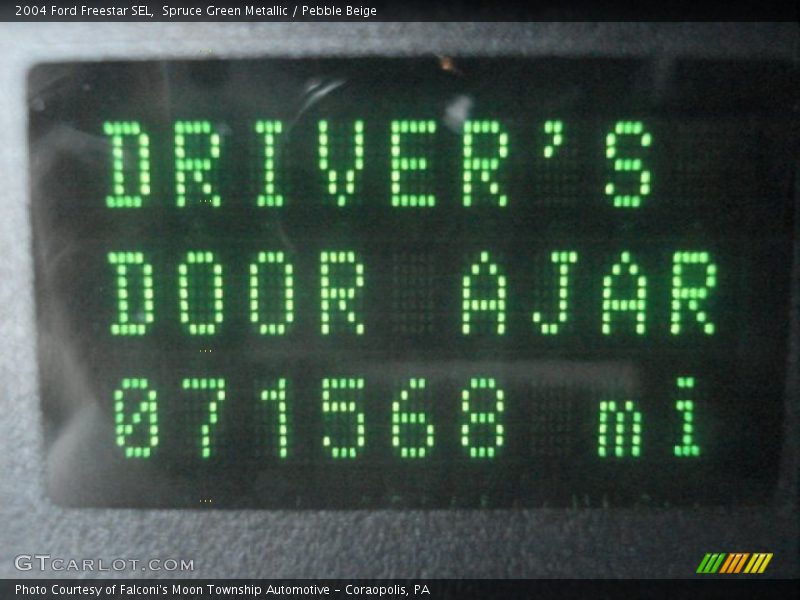 2004 Ford Freestar SEL, Spruce Green Metallic / Pebble Beige
DRIVER'S
DOOR AJAR
071568 mi
GTCARLOT.COM
Photo Courtesy of Falconi's Moon Township Automotive - Coraopolis, PA